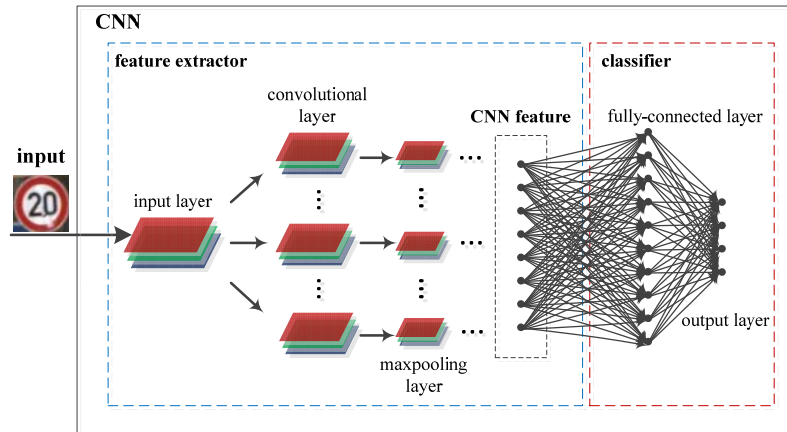 CNN
feature extractor
classifier
convolutional
layer
CNN feature
fully-connected layer
input
20
input layer
output layer
maxpooling
layer